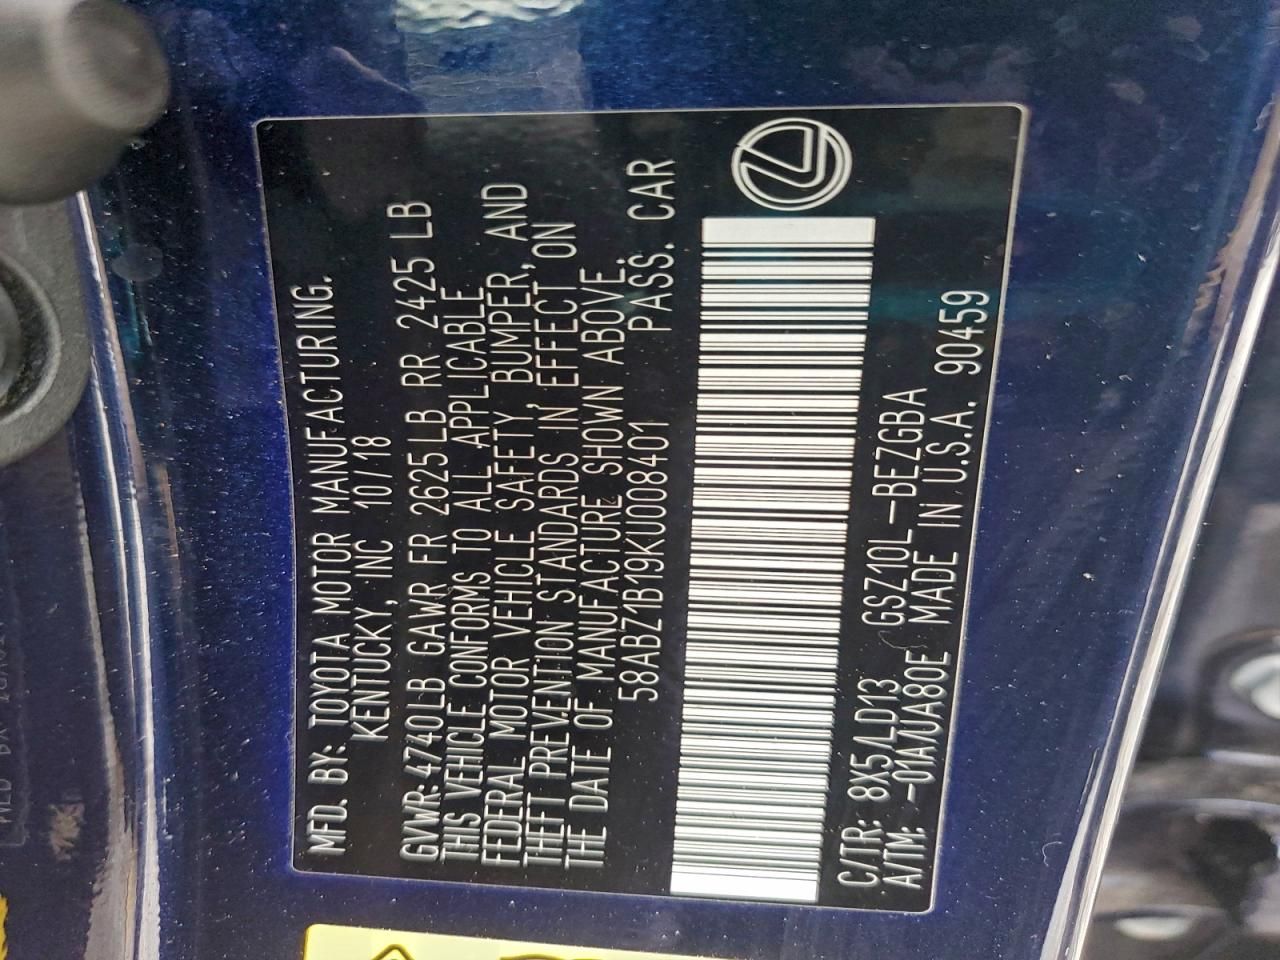 MFD. BY: TOYOTA MOTOR MANUFACTURING.
KENTUCKY, INC 10/18
GVWR: 4740LB GAWR FR 2625LB RR 2425 LB
THIS VEHICLE CONFORMS TO ALL APPLICABLE
FEDERAL MOTOR VEHICLE SAFETY, BUMPER, AND
THEFT PREVENTION STANDARDS IN EFFECT ON
THE DATE OF MANUFACTURE SHOWN ABOVE.
58ABZ1B19KU008401 PASS. CAR
C/TR: 8X5/LD13 GSZ10L-BEZGBA
A/TM: -01A/UA80E MADE IN U.S.A. 90459